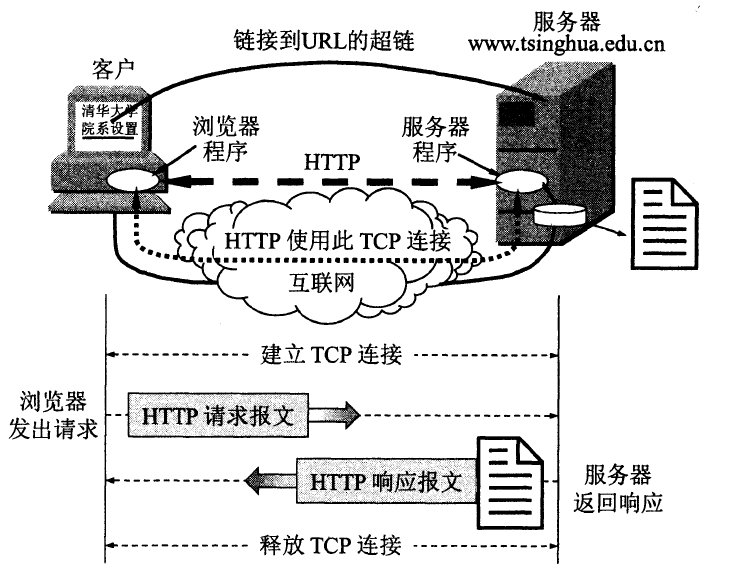 链接到URL的超链
服务器
www.tsinghua.edu.cn
客户
清华大学
院系设置
浏览器
程序
服务器
程序
HTTP
HTTP 使用此 TCP 连接
互联网
建立 TCP 连接
浏览器
发出请求
HTTP 请求报文
HTTP 响应报文
服务器
返回响应
释放 TCP 连接